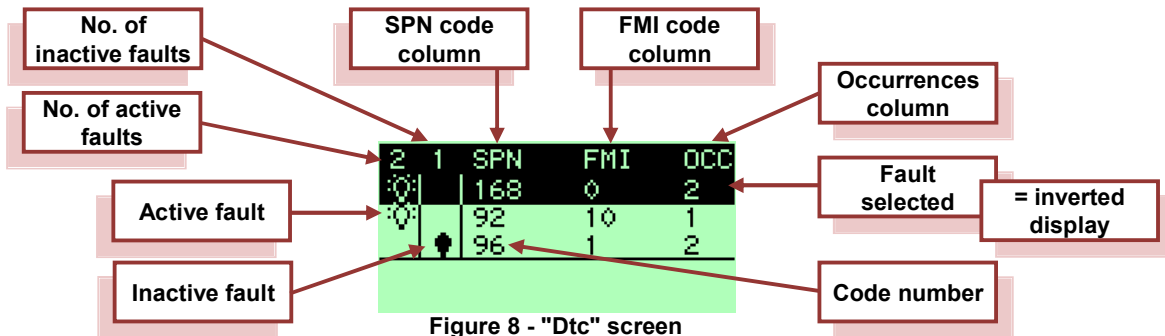 No. of
inactive faults
SPN code
column
FMI code
column
Occurrences
column
No. of active
faults
2 1 SPN FMI OCC
168 0 2
92 10 1
96 1 2
Fault
selected
= inverted
display
Active fault
Inactive fault
Code number
Figure 8 - "Dtc" screen